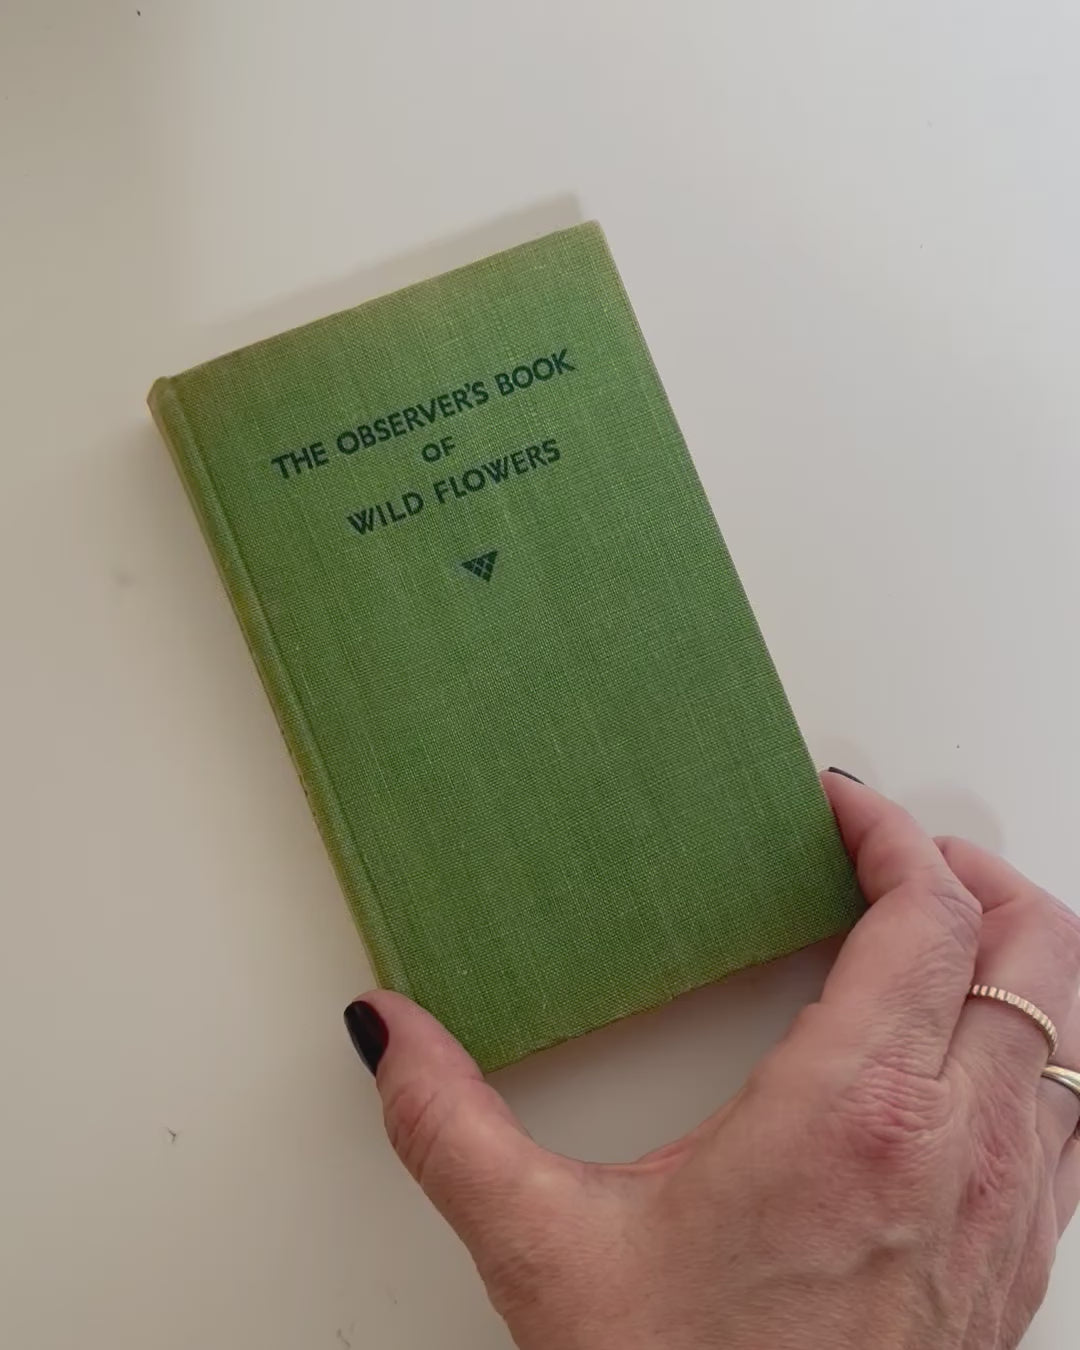 THE OBSERVER'S BOOK
OF
WILD FLOWERS